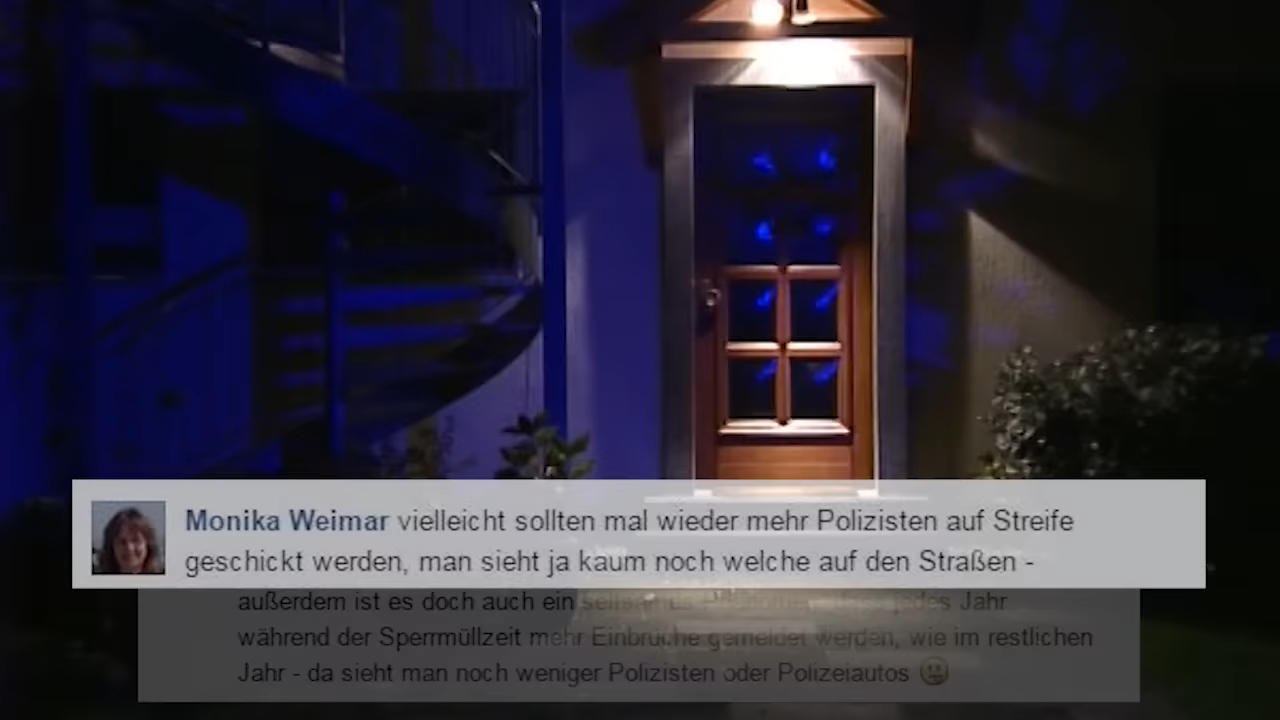 Monika Weimar vielleicht sollten mal wieder mehr Polizisten auf Streife
geschickt werden, man sieht ja kaum noch welche auf den Straßen -
außerdem ist es doch auch ein jedes Jahr
während der Sperrmüllzeit mehr Einbrüche gemeldet werden, wie im restlichen
Jahr - da sieht man noch weniger Polizisten oder Polizeiautos